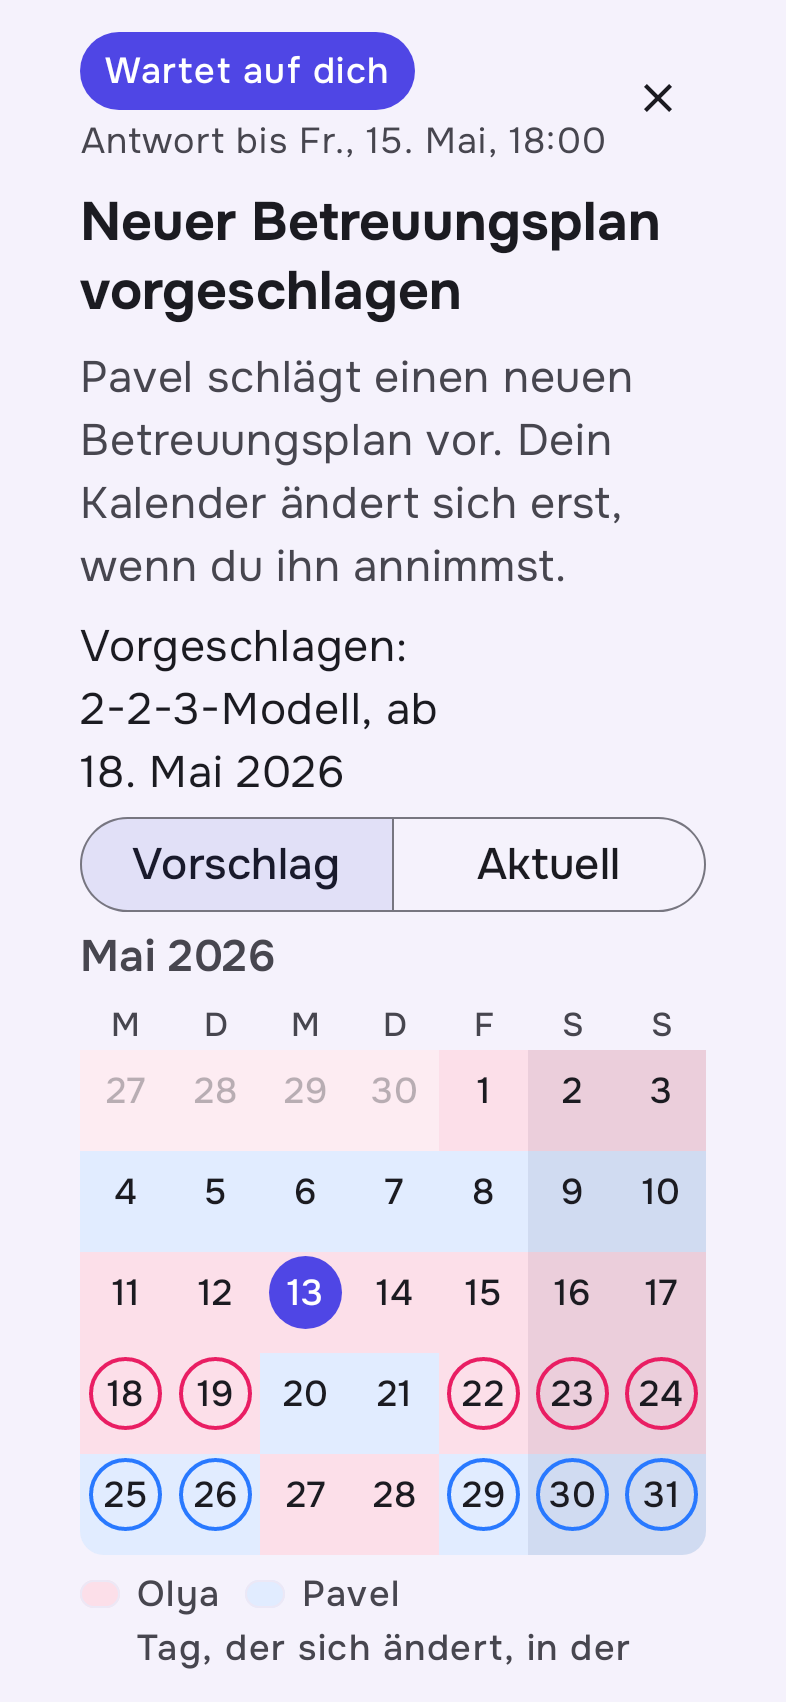 Wartet auf dich
Antwort bis Fr., 15. Mai, 18:00
Neuer Betreuungsplan
vorgeschlagen
Pavel schlägt einen neuen
Betreuungsplan vor. Dein
Kalender ändert sich erst,
wenn du ihn annimmst.
Vorgeschlagen:
2-2-3-Modell, ab
18. Mai 2026
Vorschlag Aktuell
Mai 2026
M D M D F S S
27 28 29 30 1 2 3
4 5 6 7 8 9 10
11 12 13 14 15 16 17
18 19 20 21 22 23 24
25 26 27 28 29 30 31
Olya Pavel
Tag, der sich ändert, in der